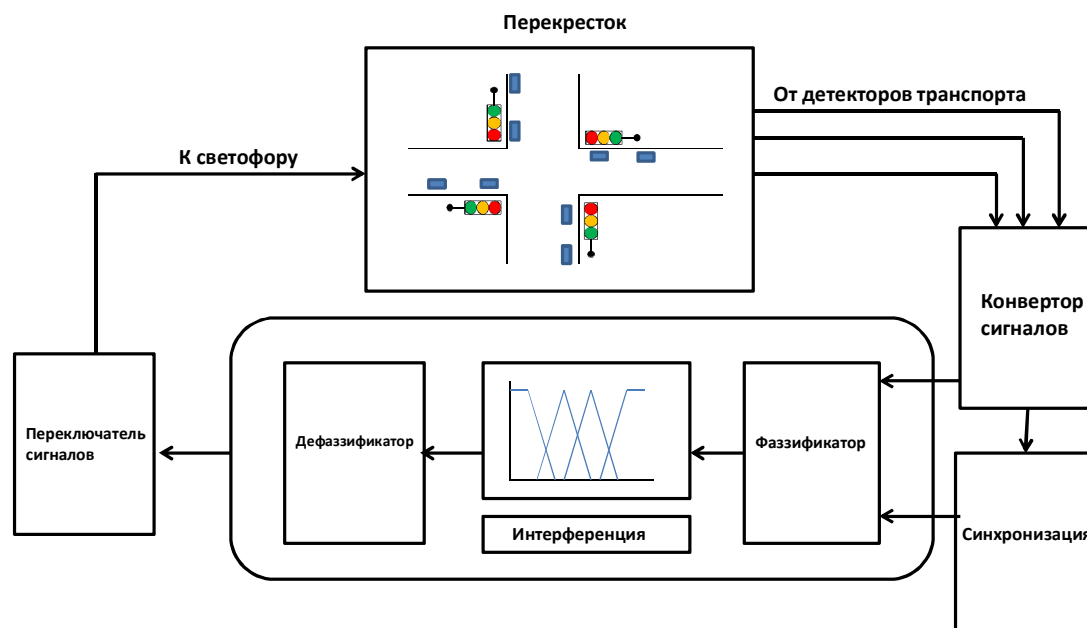 Перекресток
От детекторов транспорта
К светофору
Конвертор
сигналов
Переключатель
сигналов
Дефаззификатор
Фаззификатор
Интерференция
Синхронизация